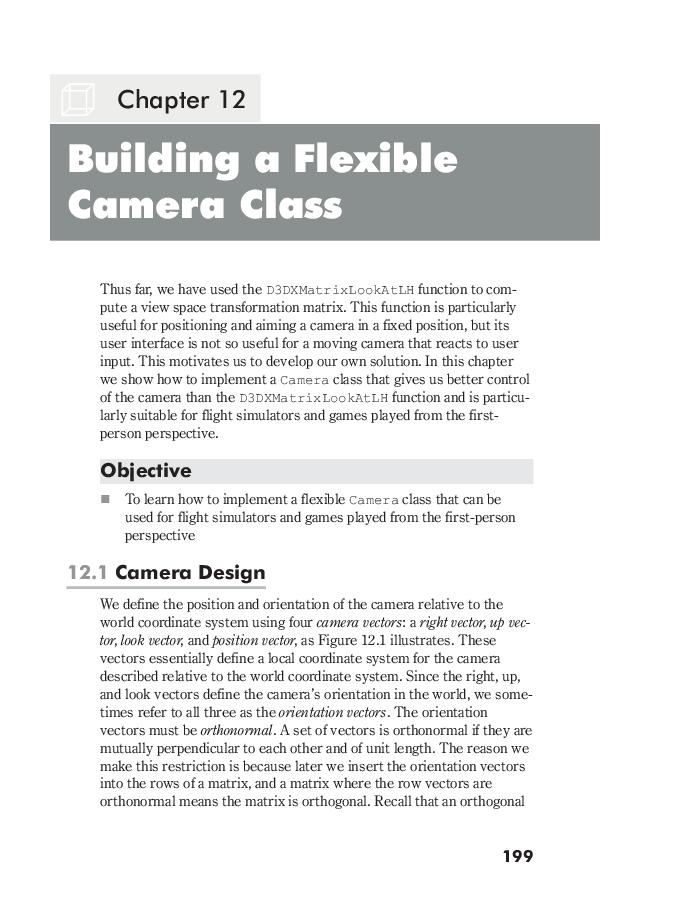 Chapter 12
Building a Flexible
Camera Class
Thus far, we have used the D3DXMatrixLookAtLH function to com-
pute a view space transformation matrix. This function is particularly
useful for positioning and aiming a camera in a fixed position, but its
user interface is not so useful for a moving camera that reacts to user
input. This motivates us to develop our own solution. In this chapter
we show how to implement a Camera class that gives us better control
of the camera than the D3DXMatrixLookAtLH function and is particu-
larly suitable for flight simulators and games played from the first-
person perspective.
Objective
■ To learn how to implement a flexible Camera class that can be
used for flight simulators and games played from the first-person
perspective
12.1 Camera Design
We define the position and orientation of the camera relative to the
world coordinate system using four camera vectors: a right vector, up vec-
tor, look vector, and position vector, as Figure 12.1 illustrates. These
vectors essentially define a local coordinate system for the camera
described relative to the world coordinate system. Since the right, up,
and look vectors define the camera's orientation in the world, we some-
times refer to all three as the orientation vectors. The orientation
vectors must be orthonormal. A set of vectors is orthonormal if they are
mutually perpendicular to each other and of unit length. The reason we
make this restriction is because later we insert the orientation vectors
into the rows of a matrix, and a matrix where the row vectors are
orthonormal means the matrix is orthogonal. Recall that an orthogonal
199